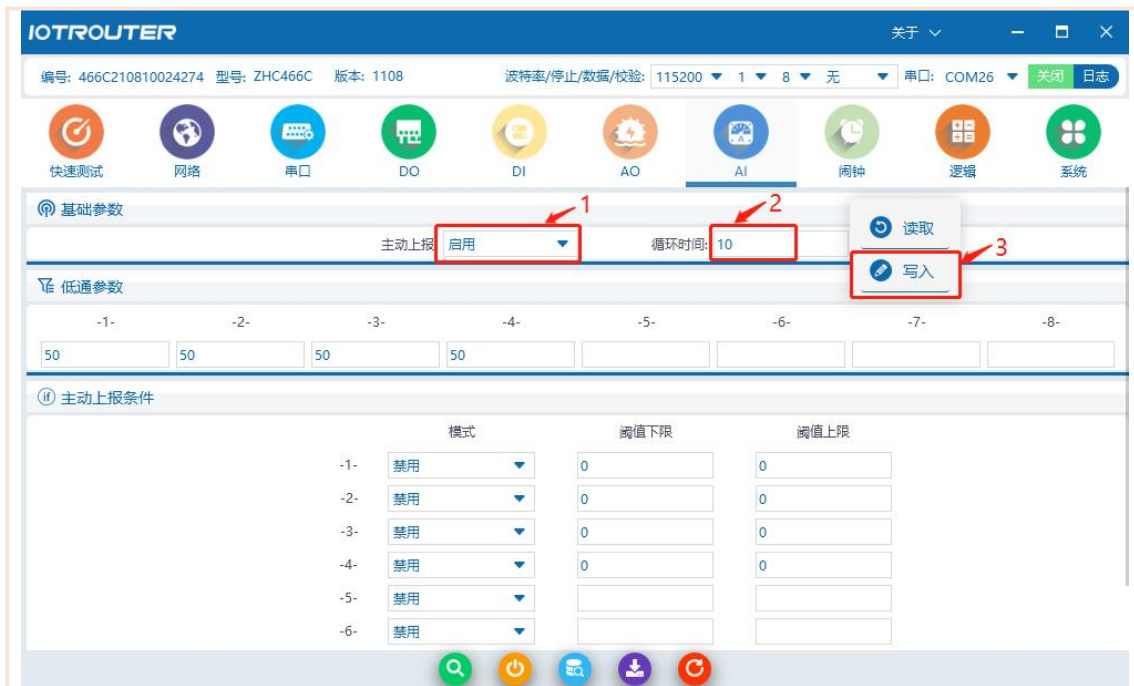 IOTROUTER 关于
编号: 466C210810024274 型号: ZHC466C 版本: 1108 波特率/停止/数据/校验: 115200 1 8 无 串口: COM26 关闭 日志
快速测试 网络 串口 DO DI AO AI 闹钟 逻辑 系统
基础参数 1 2
主动上报 启用 循环时间: 10 读取
写入 3
低通参数
-1- -2- -3- -4- -5- -6- -7- -8-
50 50 50 50
if 主动上报条件
模式 阈值下限 阈值上限
-1- 禁用 0 0
-2- 禁用 0 0
-3- 禁用 0 0
-4- 禁用 0 0
-5- 禁用
-6- 禁用